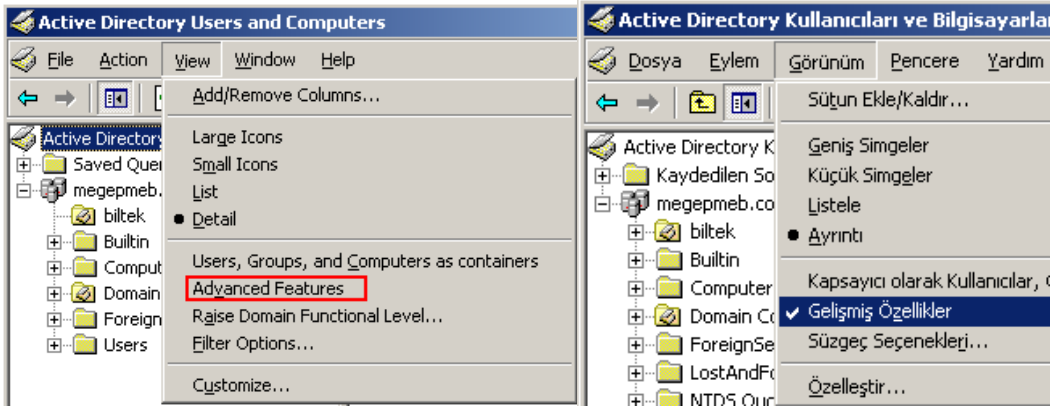 Active Directory Users and Computers
File Action View Window Help
Add/Remove Columns...
Active Directory
Large Icons
Saved Quer
Small Icons
megepmeb.
List
biltek
Detail
Builtin
Users, Groups, and Computers as containers
Comput
Advanced Features
Domain
Raise Domain Functional Level...
Foreign
Filter Options...
Users
Customize...
Active Directory Kullanıcıları ve Bilgisayarlar
Dosya Eylem Görünüm Pencere Yardım
Sütun Ekle/Kaldır...
Active Directory K
Geniş Simgeler
Kaydedilen So
Küçük Simgeler
megepmeb.co
Listele
biltek
Ayrıntı
Builtin
Kapsayıcı olarak Kullanıcılar,
Computer
Gelişmiş Özellikler
Domain Co
Süzgeç Seçenekleri...
ForeignSe
LostAndFo
Özelleştir...
NTDS Quo